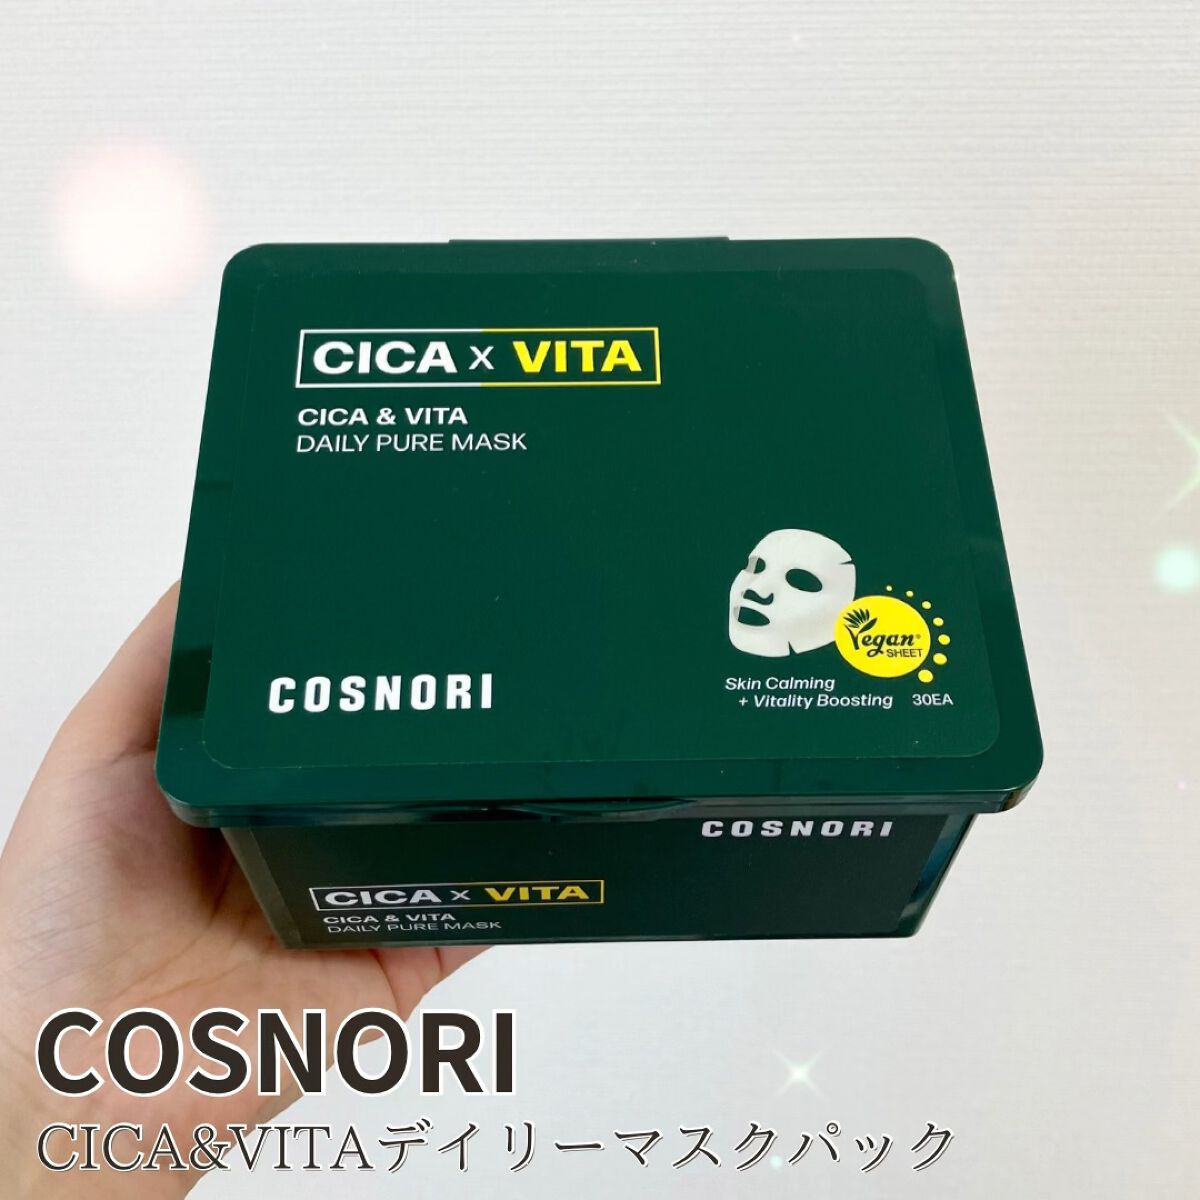 CICA x VITA
CICA & VITA
DAILY PURE MASK
Vegan®
SHEET
Skin Calming
+ Vitality Boosting 30EA
COSNORI
COSNORI
CICA x VITA
CICA & VITA
DAILY PURE MASK
COSNORI
CICA&VITAデイリーマスクパック